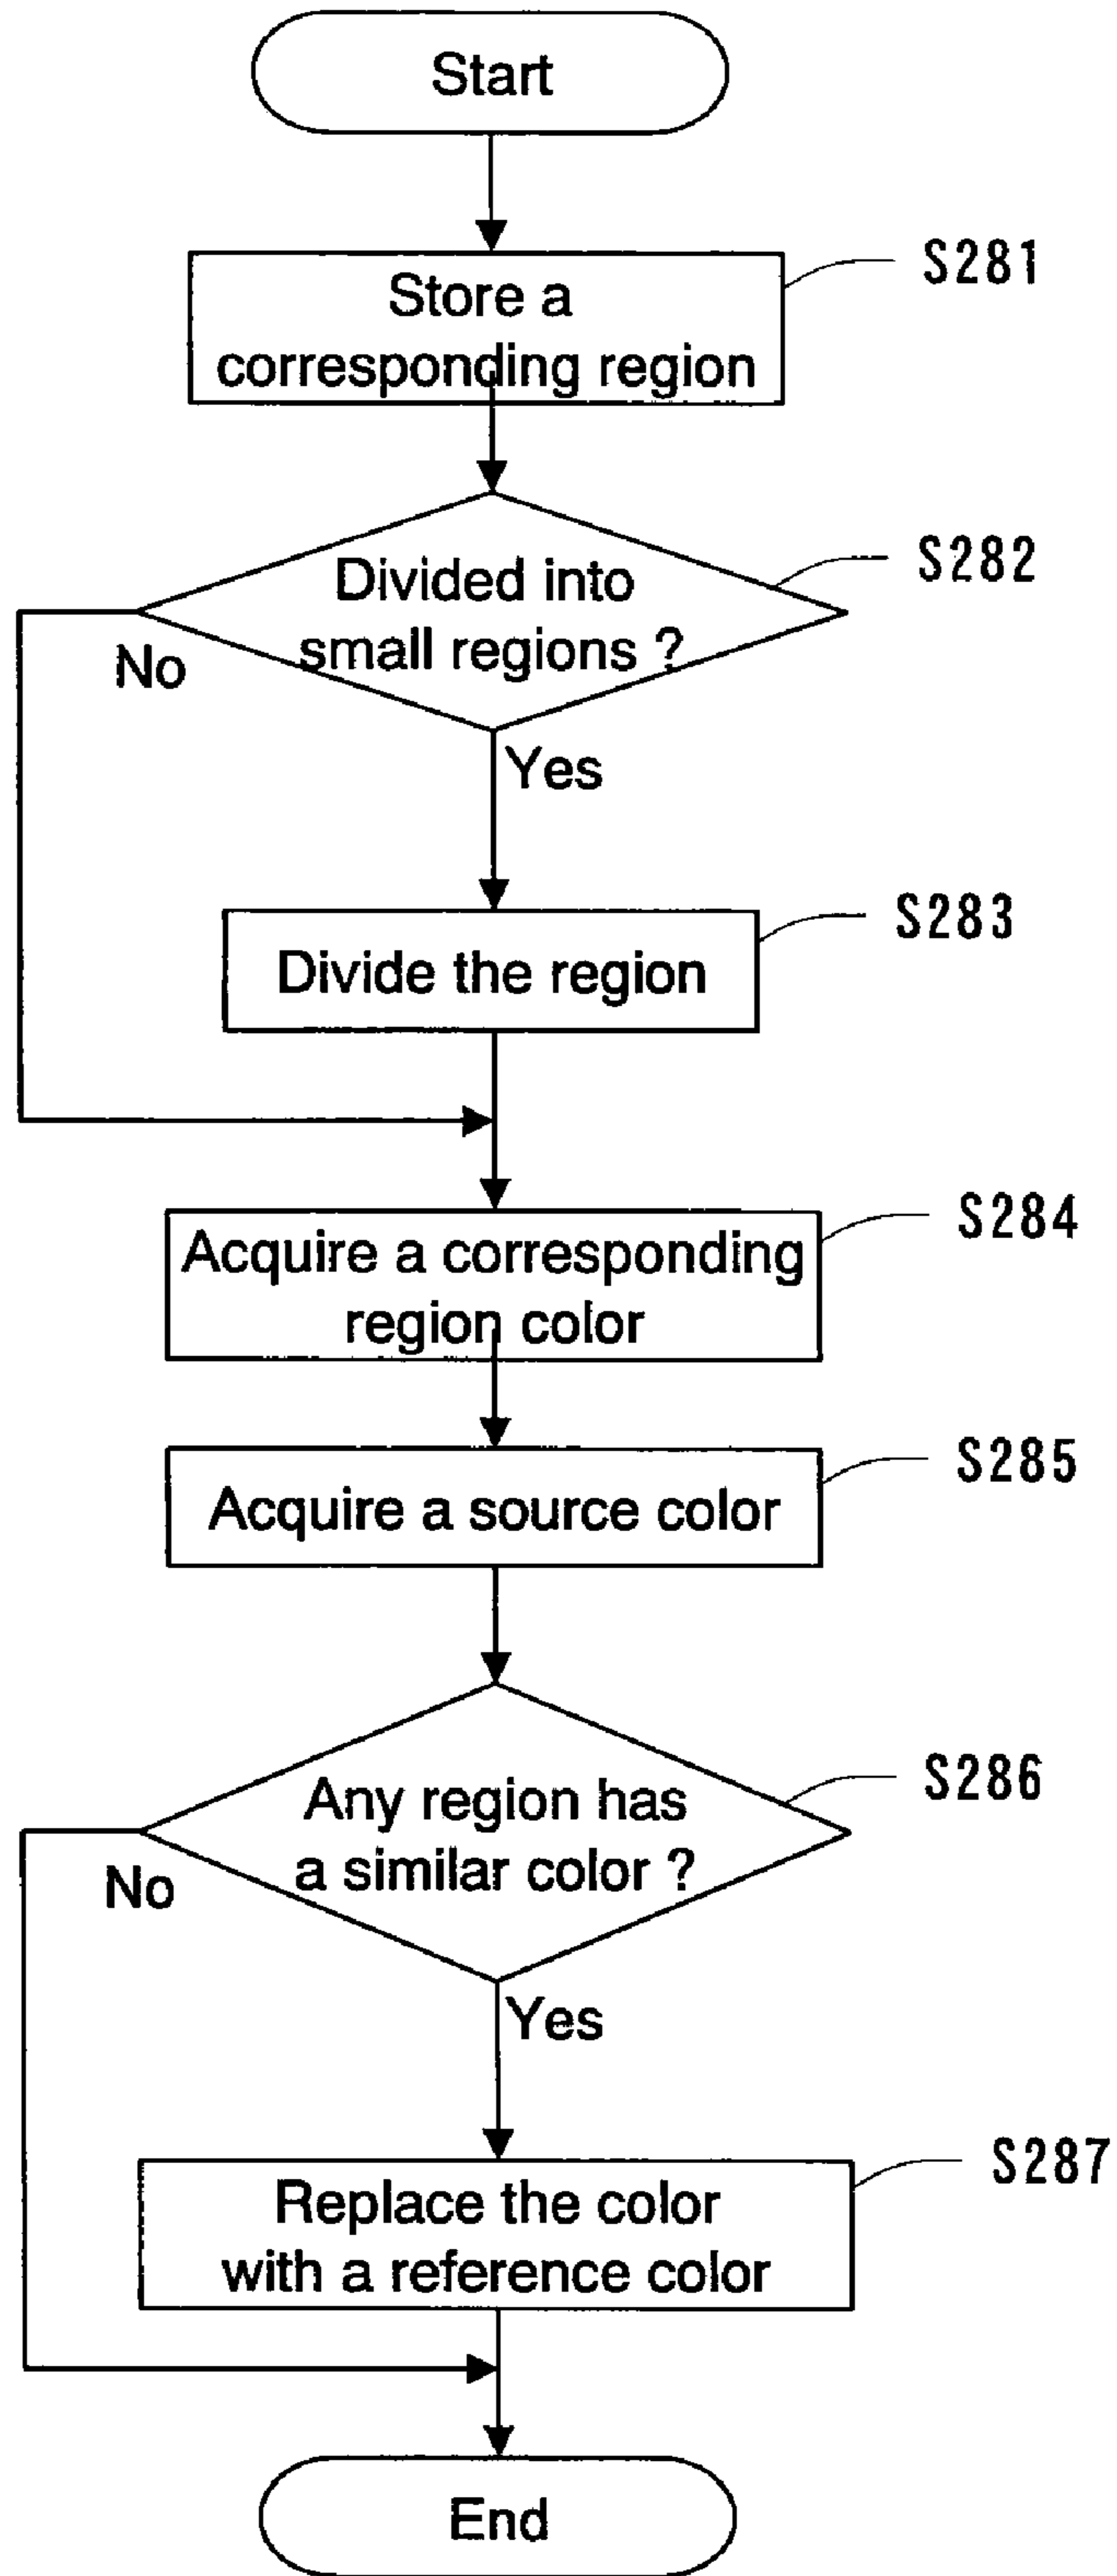 Start
S281
Store a
corresponding region
S282
Divided into
small regions ?
No
Yes
S283
Divide the region
S284
Acquire a corresponding
region color
S285
Acquire a source color
S286
Any region has
a similar color ?
No
Yes
S287
Replace the color
with a reference color
End